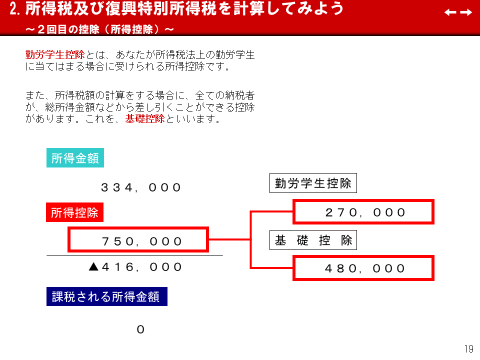 2. 所得税及び復興特別所得税を計算してみよう
～２回目の控除（所得控除）～
勤労学生控除とは、あなたが所得税法上の勤労学生
に当てはまる場合に受けられる所得控除です。
また、所得税額の計算をする場合に、全ての納税者
が、総所得金額などから差し引くことができる控除
があります。これを、基礎控除といいます。
所得金額
３３４，０００
所得控除
７５０，０００
▲４１６，０００
課税される所得金額
０
勤労学生控除
２７０，０００
基　礎　控　除
４８０，０００
19